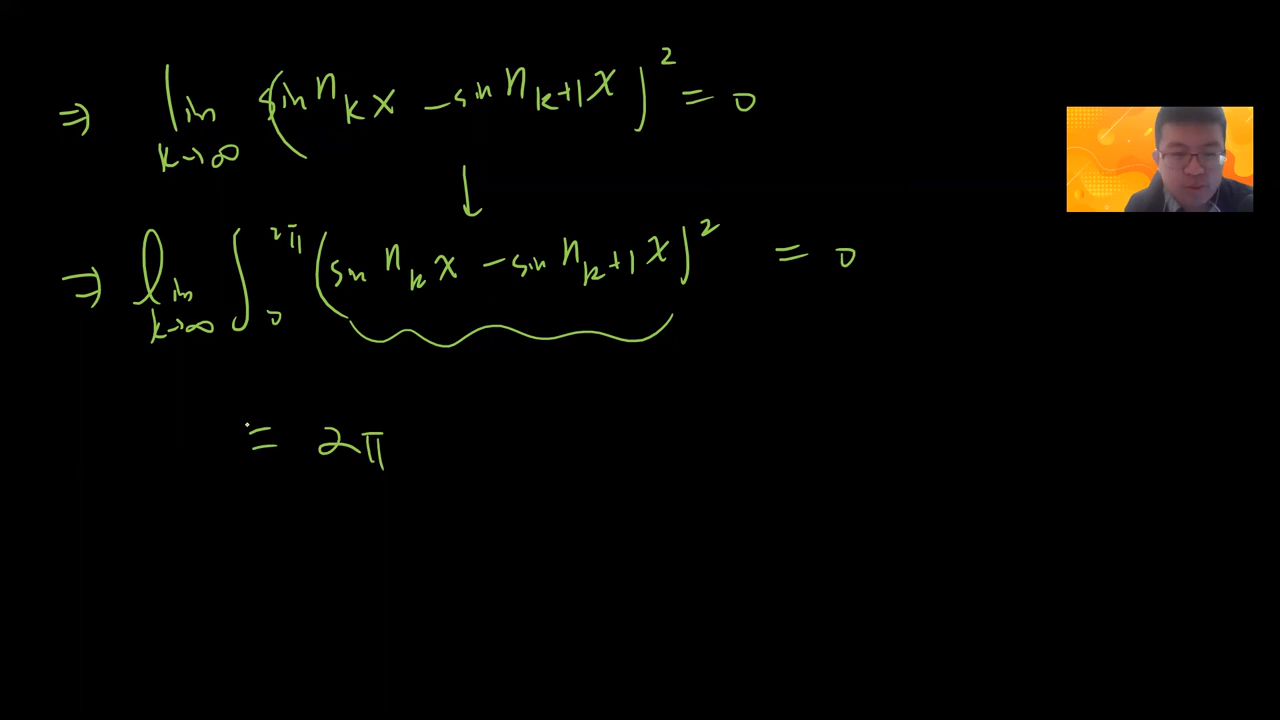 ⇒ lim k→∞ (sin n_k x − sin n_{k+1} x)² = 0
↓
⇒ lim k→∞ ∫₀^{2π} (sin n_k x − sin n_{k+1} x)² = 0
= 2π